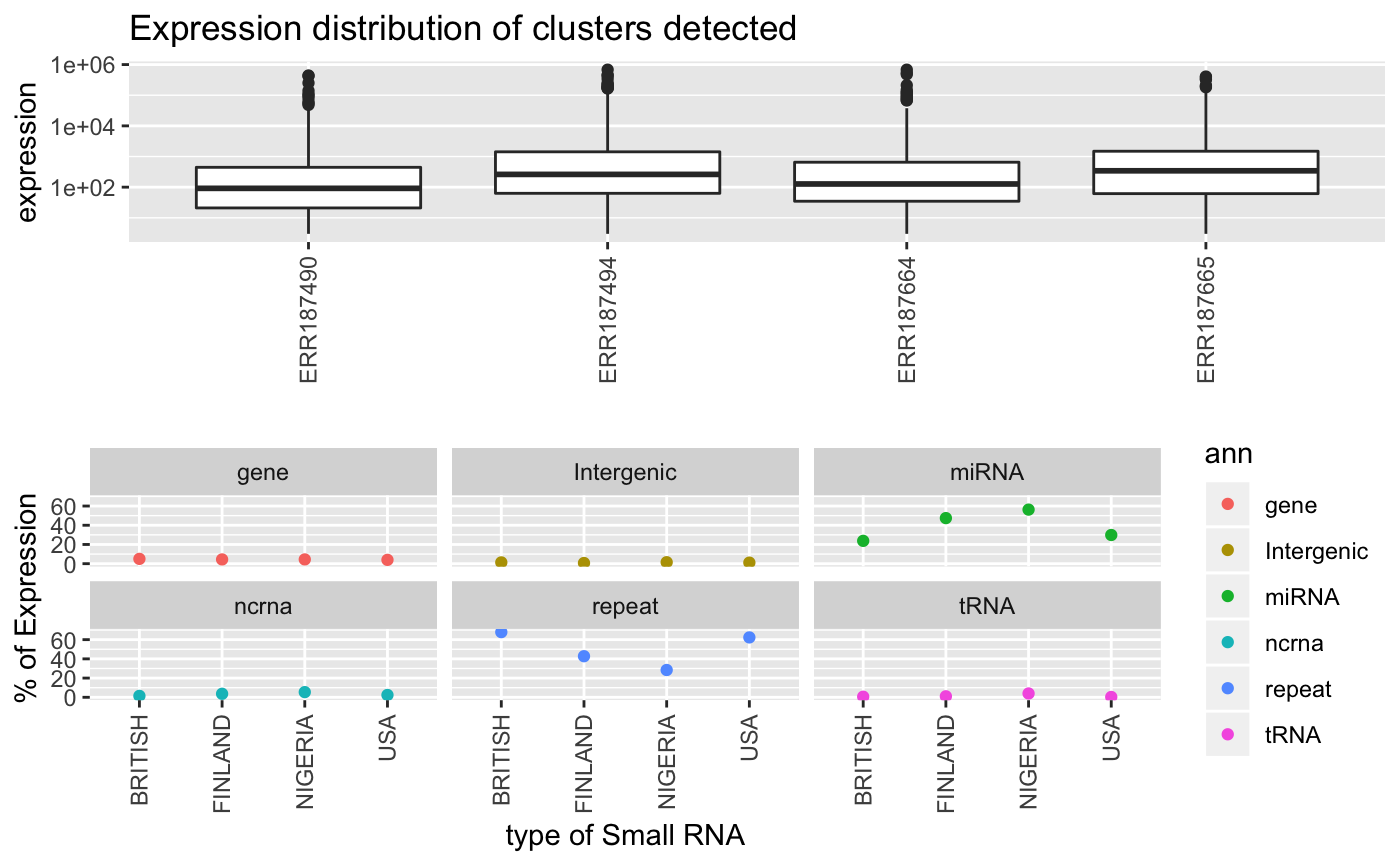 Expression distribution of clusters detected
expression
1e+06
1e+04
1e+02
ERR187490
ERR187494
ERR187664
ERR187665
% of Expression
gene
Intergenic
miRNA
60
40
20
0
ncrna
repeat
tRNA
60
40
20
0
BRITISH
FINLAND
NIGERIA
USA
BRITISH
FINLAND
NIGERIA
USA
BRITISH
FINLAND
NIGERIA
USA
type of Small RNA
ann
gene
Intergenic
miRNA
ncrna
repeat
tRNA